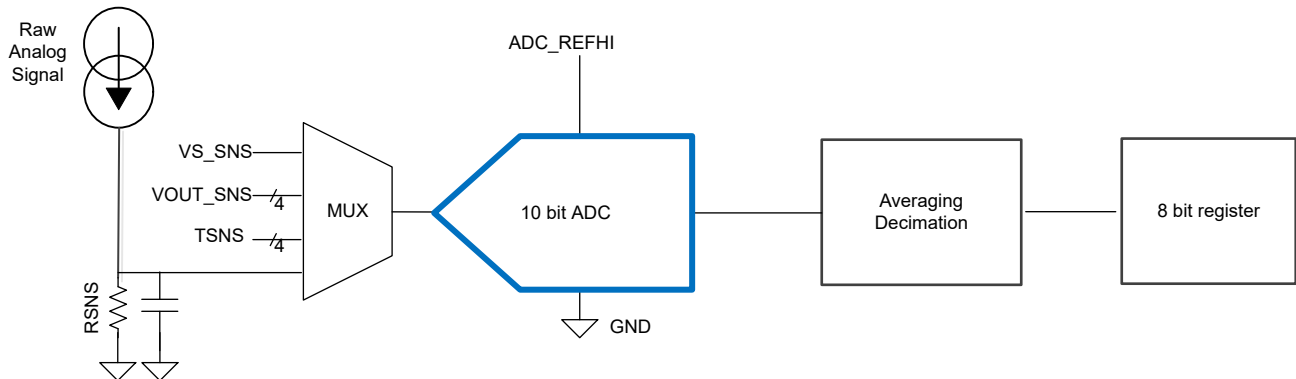 Raw
Analog
Signal
ADC_REFHI
VS_SNS
VOUT_SNS
4
TSNS
4
MUX
10 bit ADC
Averaging
Decimation
8 bit register
RSNS
GND